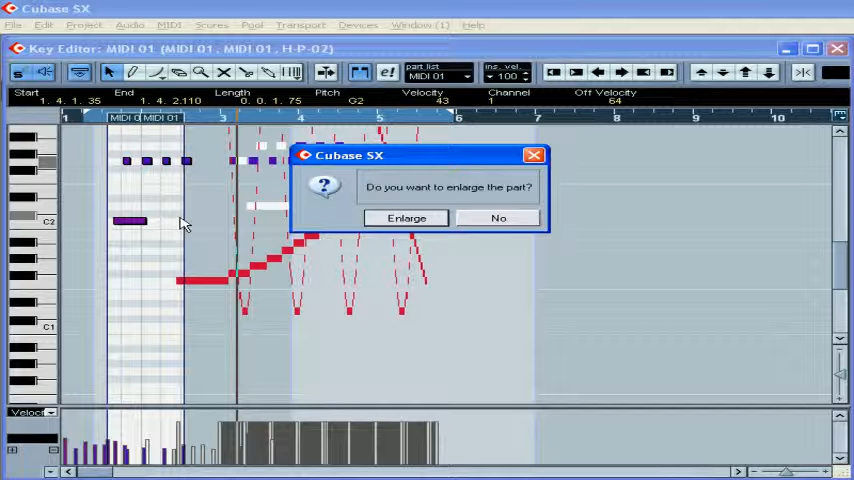 Cubase SX
File Edit Project Audio MIDI Scores Pool Transport Devices Window (1) Help
Key Editor: MIDI 01 (MIDI 01, MIDI 01, H-P-02)
part list
MIDI 01
ins. vel.
100
Start End Length Pitch Velocity Channel Off Velocity
1. 4. 1. 35 1. 4. 2.110 0. 0. 1. 75 G2 43 1 64
1 3 4 5 6 7 8 9 10
MIDI 0 MIDI 01
Cubase SX
Do you want to enlarge the part?
Enlarge No
C2
C1
Velocit